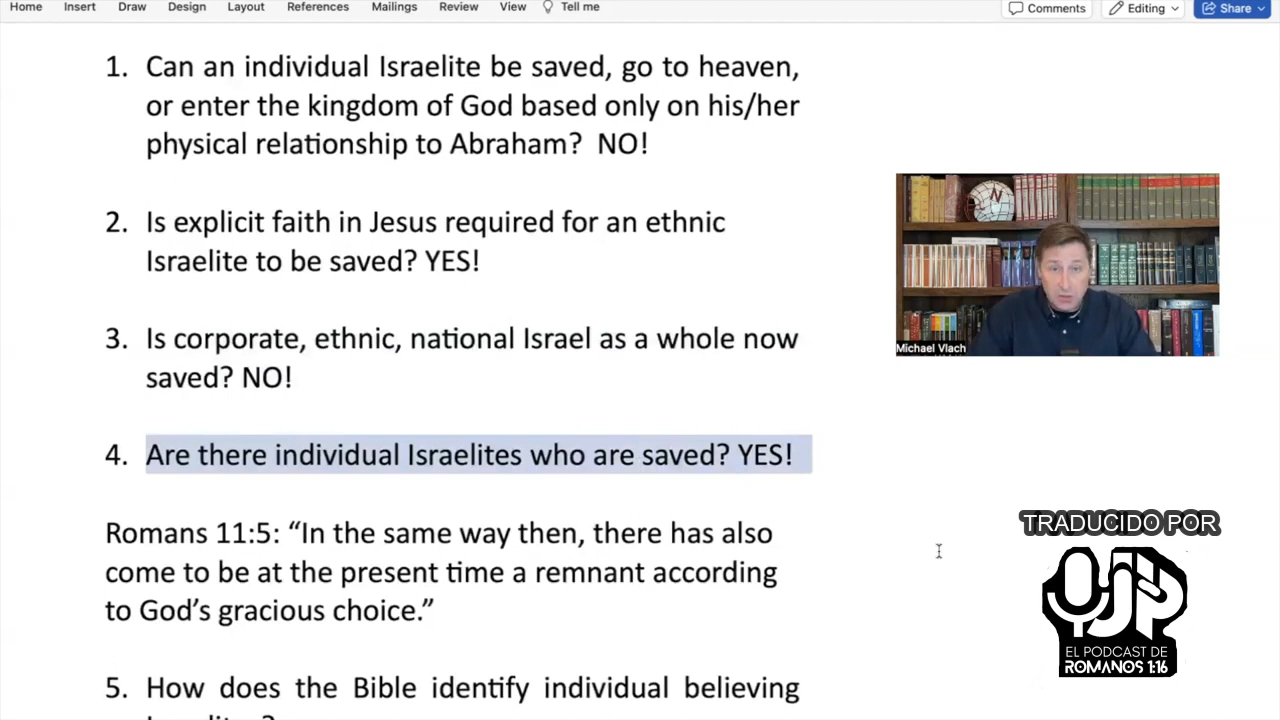 Home Insert Draw Design Layout References Mailings Review View Tell me Comments Editing Share
1. Can an individual Israelite be saved, go to heaven,
or enter the kingdom of God based only on his/her
physical relationship to Abraham? NO!
2. Is explicit faith in Jesus required for an ethnic
Israelite to be saved? YES!
3. Is corporate, ethnic, national Israel as a whole now
saved? NO!
4. Are there individual Israelites who are saved? YES!
Romans 11:5: “In the same way then, there has also
come to be at the present time a remnant according
to God’s gracious choice.”
5. How does the Bible identify individual believing
Michael Vlach
TRADUCIDO POR
EL PODCAST DE
ROMANOS 1:16